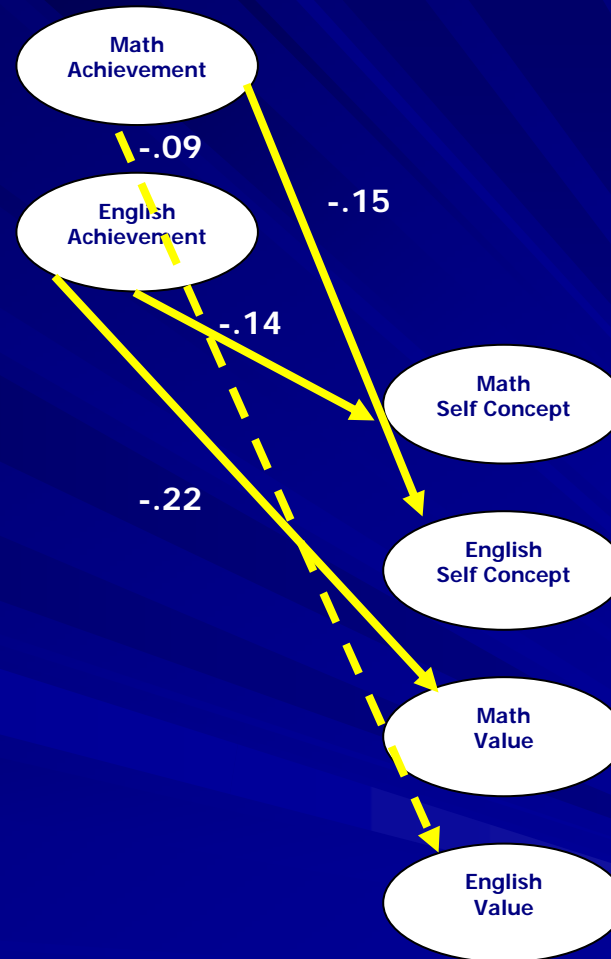 Math
Achievement
-.09
English
Achievement
-.15
-.14
Math
Self Concept
-.22
English
Self Concept
Math
Value
English
Value